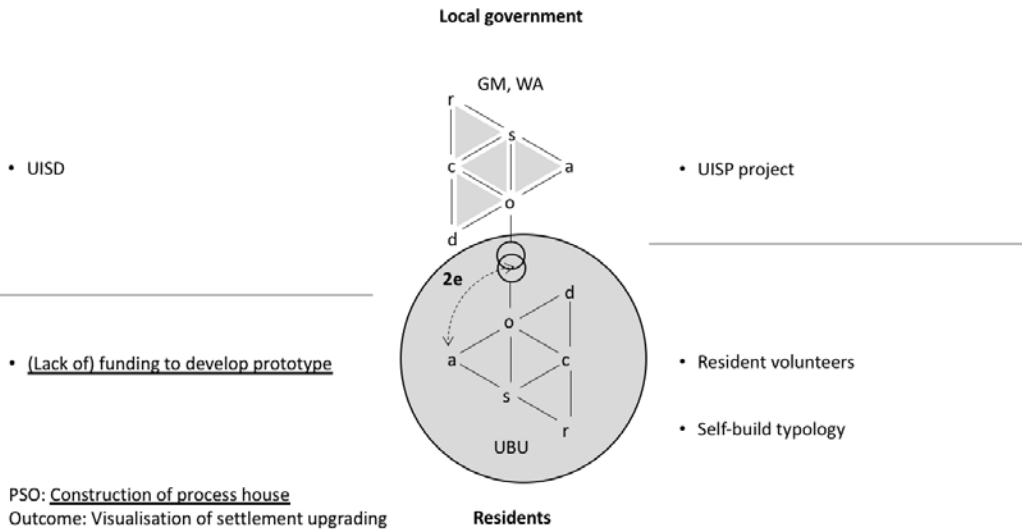 Local government
GM, WA
r
s
• UISD
c
a
• UISP project
o
d
2e
d
o
• (Lack of) funding to develop prototype
a
c
• Resident volunteers
s
r
• Self-build typology
UBU
PSO: Construction of process house
Outcome: Visualisation of settlement upgrading
Residents